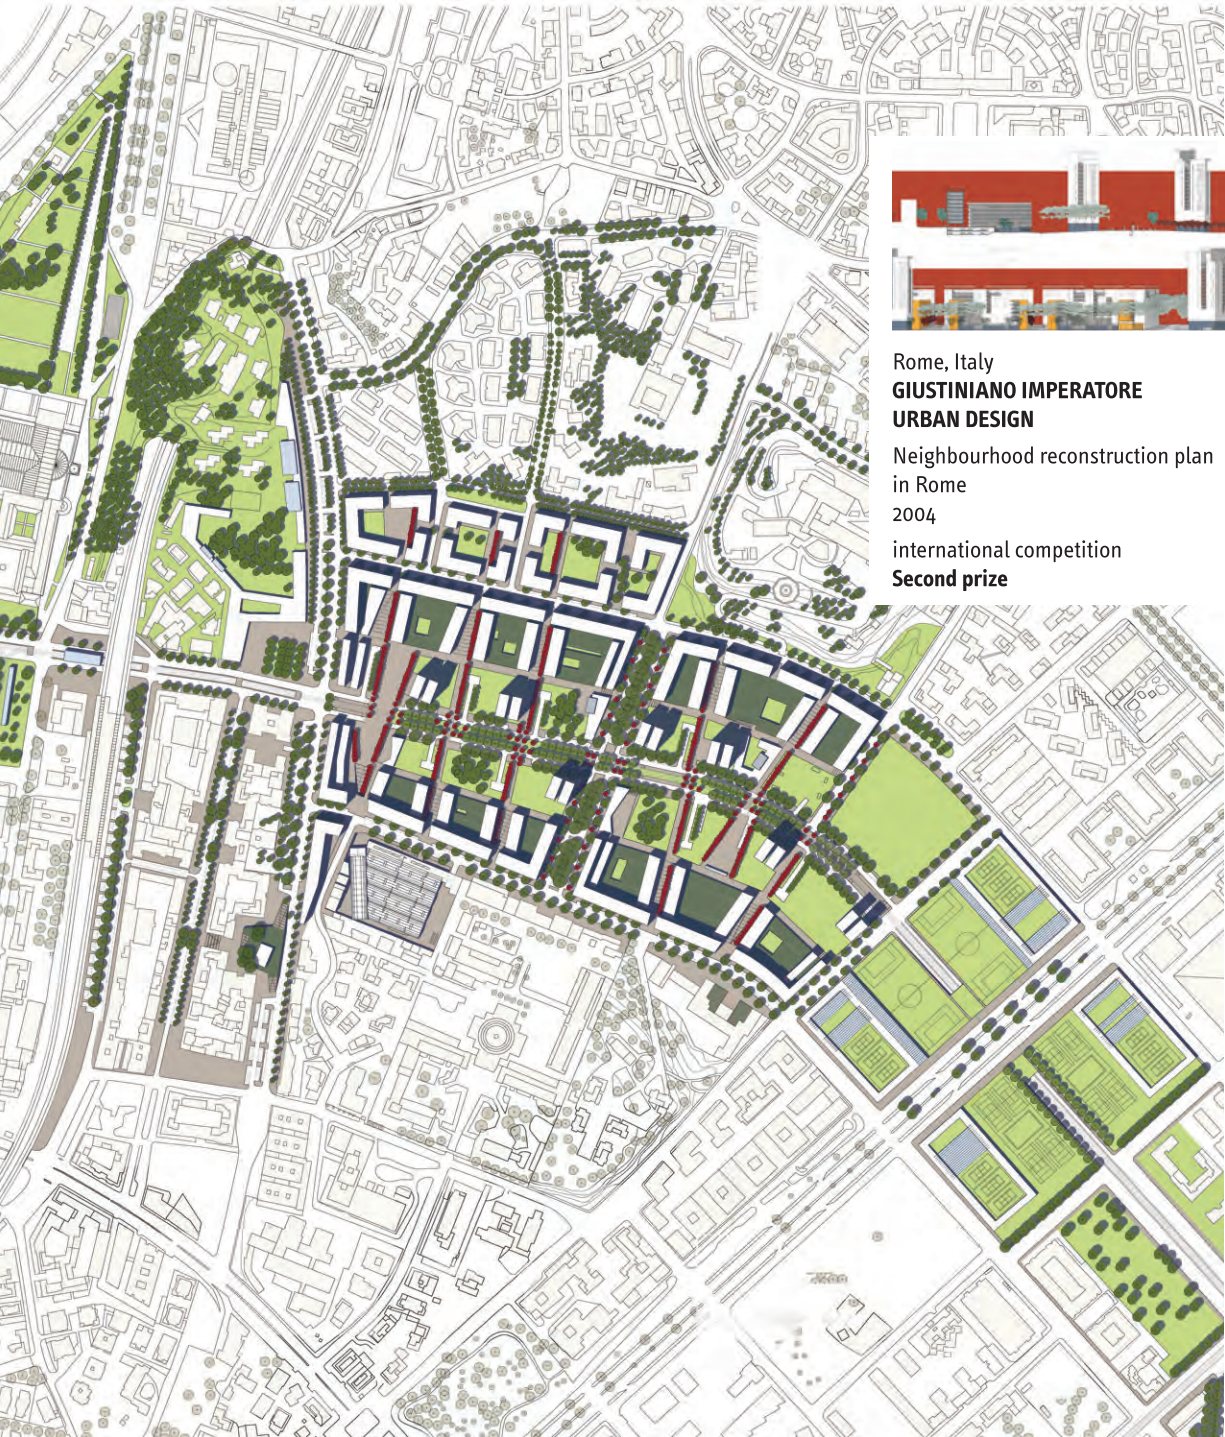 Rome, Italy
GIUSTINIANO IMPERATORE
URBAN DESIGN
Neighbourhood reconstruction plan
in Rome
2004
international competition
Second prize